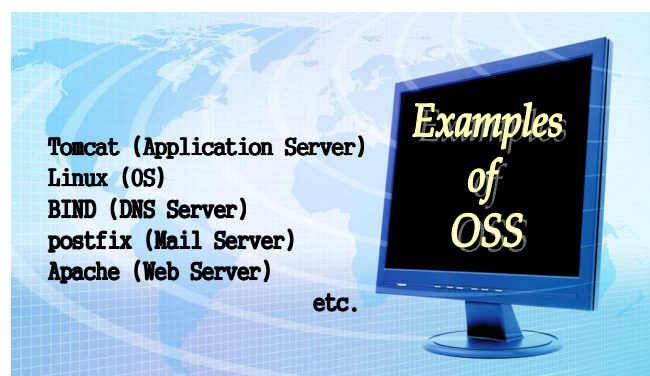 Examples
of
OSS
Tomcat (Application Server)
Linux (OS)
BIND (DNS Server)
postfix (Mail Server)
Apache (Web Server)
etc.